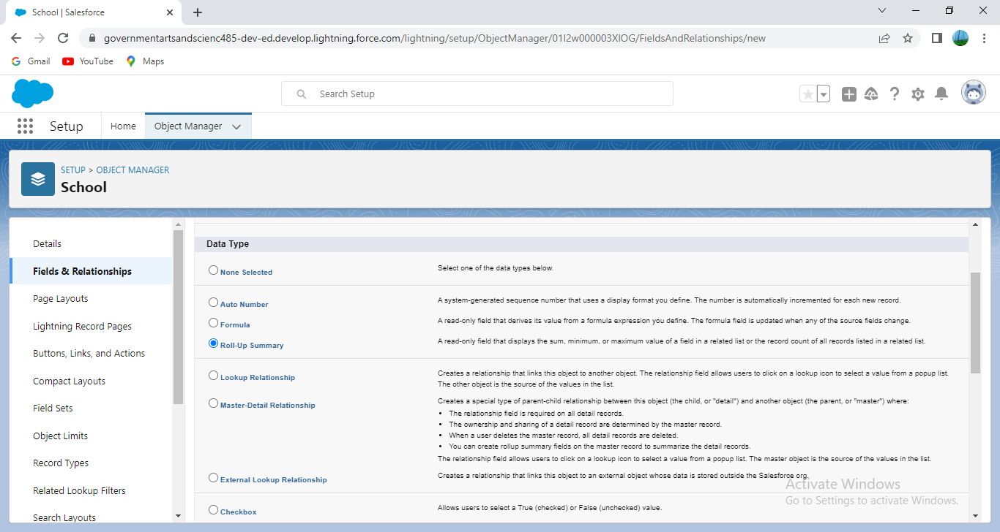 School | Salesforce
governmentartsandscienc485-dev-ed.develop.lightning.force.com/lightning/setup/ObjectManager/01I2w000003XlOG/FieldsAndRelationships/new
Gmail YouTube Maps
Search Setup
Setup Home Object Manager
SETUP > OBJECT MANAGER
School
Details
Fields & Relationships
Page Layouts
Lightning Record Pages
Buttons, Links, and Actions
Compact Layouts
Field Sets
Object Limits
Record Types
Related Lookup Filters
Search Layouts
Data Type
None Selected Select one of the data types below.
Auto Number A system-generated sequence number that uses a display format you define. The number is automatically incremented for each new record.
Formula A read-only field that derives its value from a formula expression you define. The formula field is updated when any of the source fields change.
Roll-Up Summary A read-only field that displays the sum, minimum, or maximum value of a field in a related list or the record count of all records listed in a related list.
Lookup Relationship Creates a relationship that links this object to another object. The relationship field allows users to click on a lookup icon to select a value from a popup list.
The other object is the source of the values in the list.
Master-Detail Relationship Creates a special type of parent-child relationship between this object (the child, or "detail") and another object (the parent, or "master") where:
• The relationship field is required on all detail records.
• The ownership and sharing of a detail record are determined by the master record.
• When a user deletes the master record, all detail records are deleted.
• You can create rollup summary fields on the master record to summarize the detail records.
The relationship field allows users to click on a lookup icon to select a value from a popup list. The master object is the source of the values in the list.
External Lookup Relationship Creates a relationship that links this object to an external object whose data is stored outside the Salesforce org.
Checkbox Allows users to select a True (checked) or False (unchecked) value.
Activate Windows
Go to Settings to activate Windows.